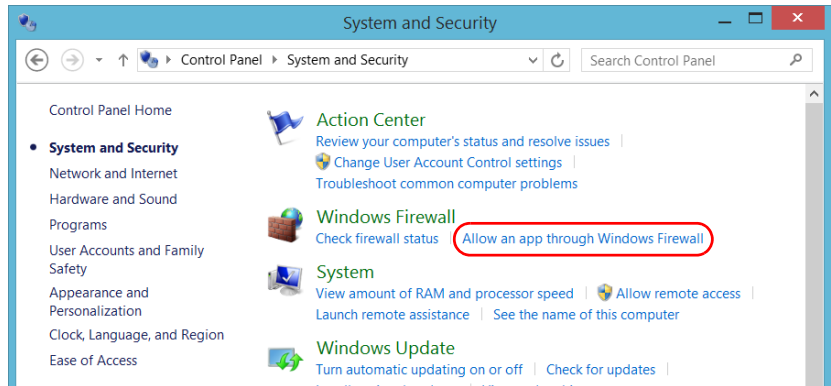 System and Security
Control Panel System and Security
Search Control Panel
Control Panel Home
System and Security
Network and Internet
Hardware and Sound
Programs
User Accounts and Family
Safety
Appearance and
Personalization
Clock, Language, and Region
Ease of Access
Action Center
Review your computer's status and resolve issues
Change User Account Control settings
Troubleshoot common computer problems
Windows Firewall
Check firewall status Allow an app through Windows Firewall
System
View amount of RAM and processor speed Allow remote access
Launch remote assistance See the name of this computer
Windows Update
Turn automatic updating on or off Check for updates